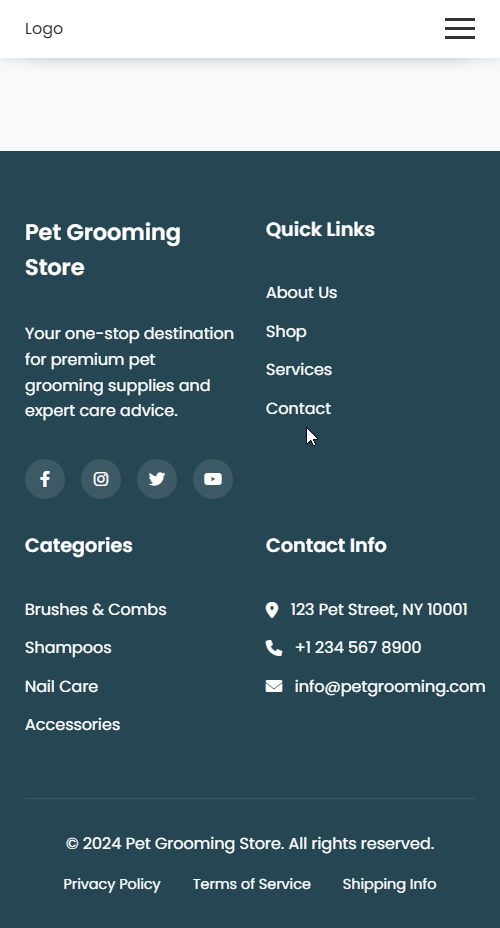 Logo
Pet Grooming
Store
Your one-stop destination
for premium pet
grooming supplies and
expert care advice.
Quick Links
About Us
Shop
Services
Contact
Categories
Brushes & Combs
Shampoos
Nail Care
Accessories
Contact Info
123 Pet Street, NY 10001
+1 234 567 8900
info@petgrooming.com
© 2024 Pet Grooming Store. All rights reserved.
Privacy Policy Terms of Service Shipping Info